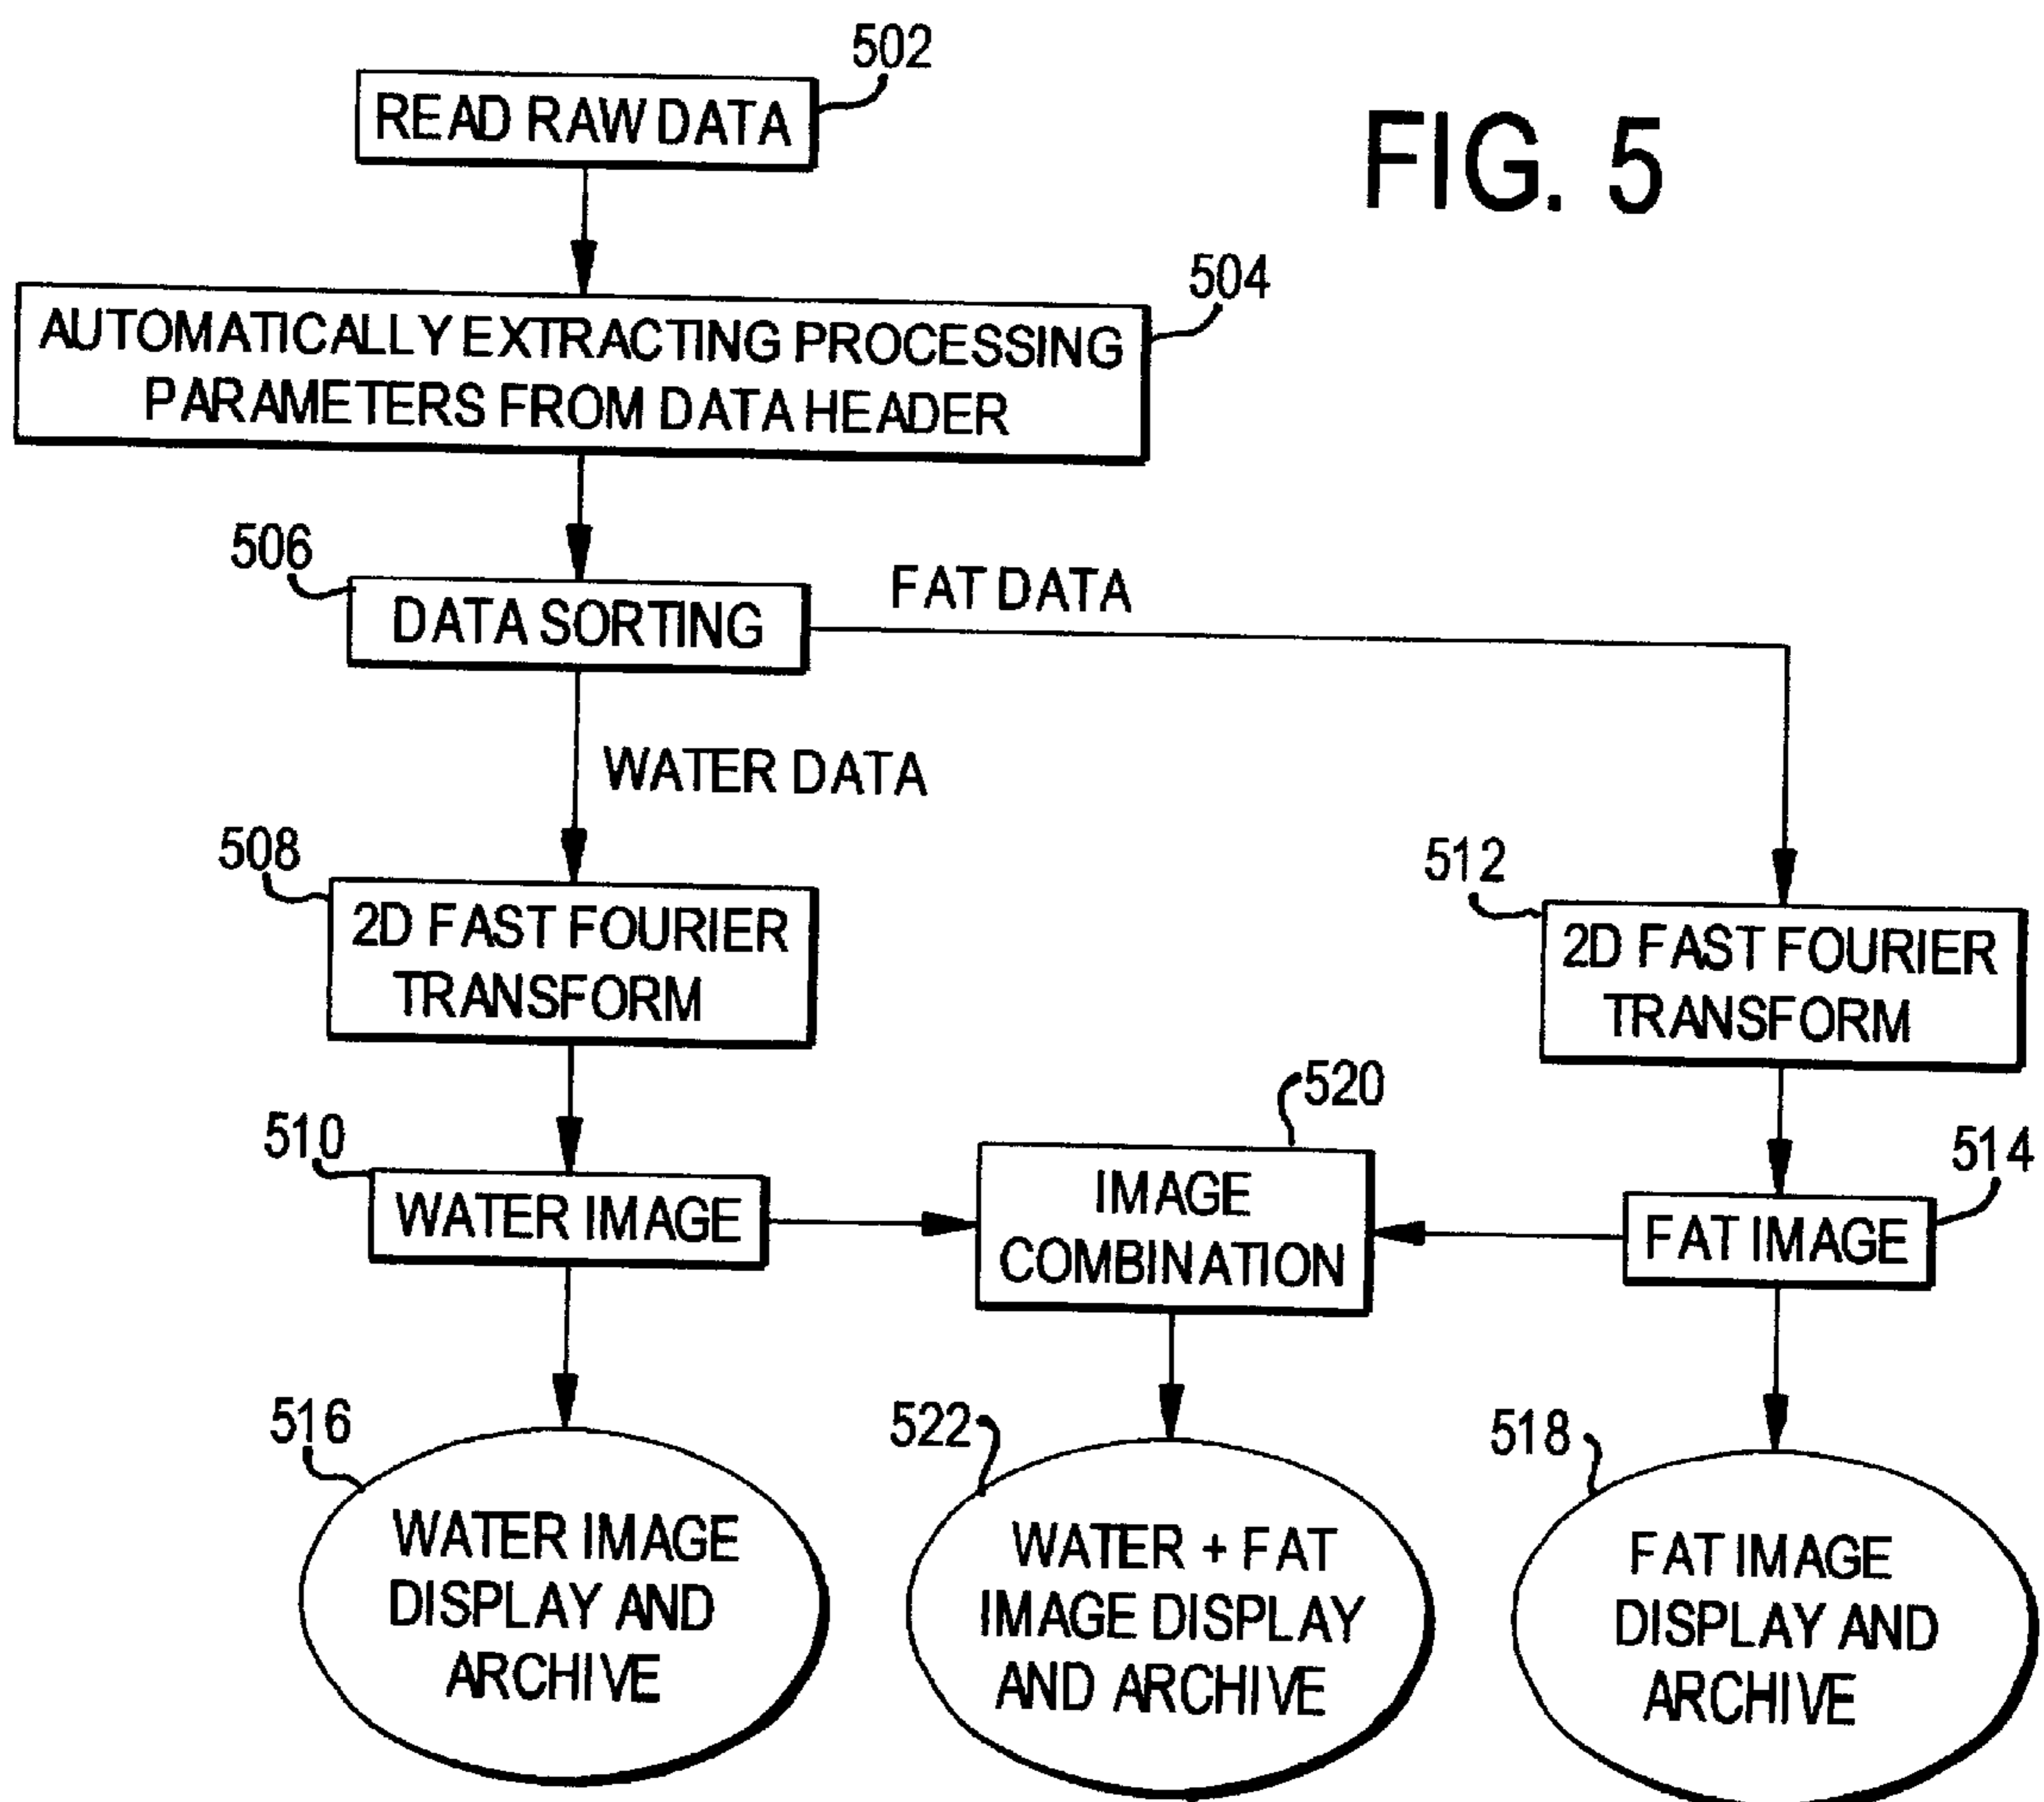 502
READ RAW DATA
FIG. 5
504
AUTOMATICALLY EXTRACTING PROCESSING
PARAMETERS FROM DATA HEADER
506
DATA SORTING
FAT DATA
WATER DATA
508
2D FAST FOURIER
TRANSFORM
512
2D FAST FOURIER
TRANSFORM
510
WATER IMAGE
520
IMAGE
COMBINATION
514
FAT IMAGE
516
WATER IMAGE
DISPLAY AND
ARCHIVE
522
WATER + FAT
IMAGE DISPLAY
AND ARCHIVE
518
FAT IMAGE
DISPLAY AND
ARCHIVE